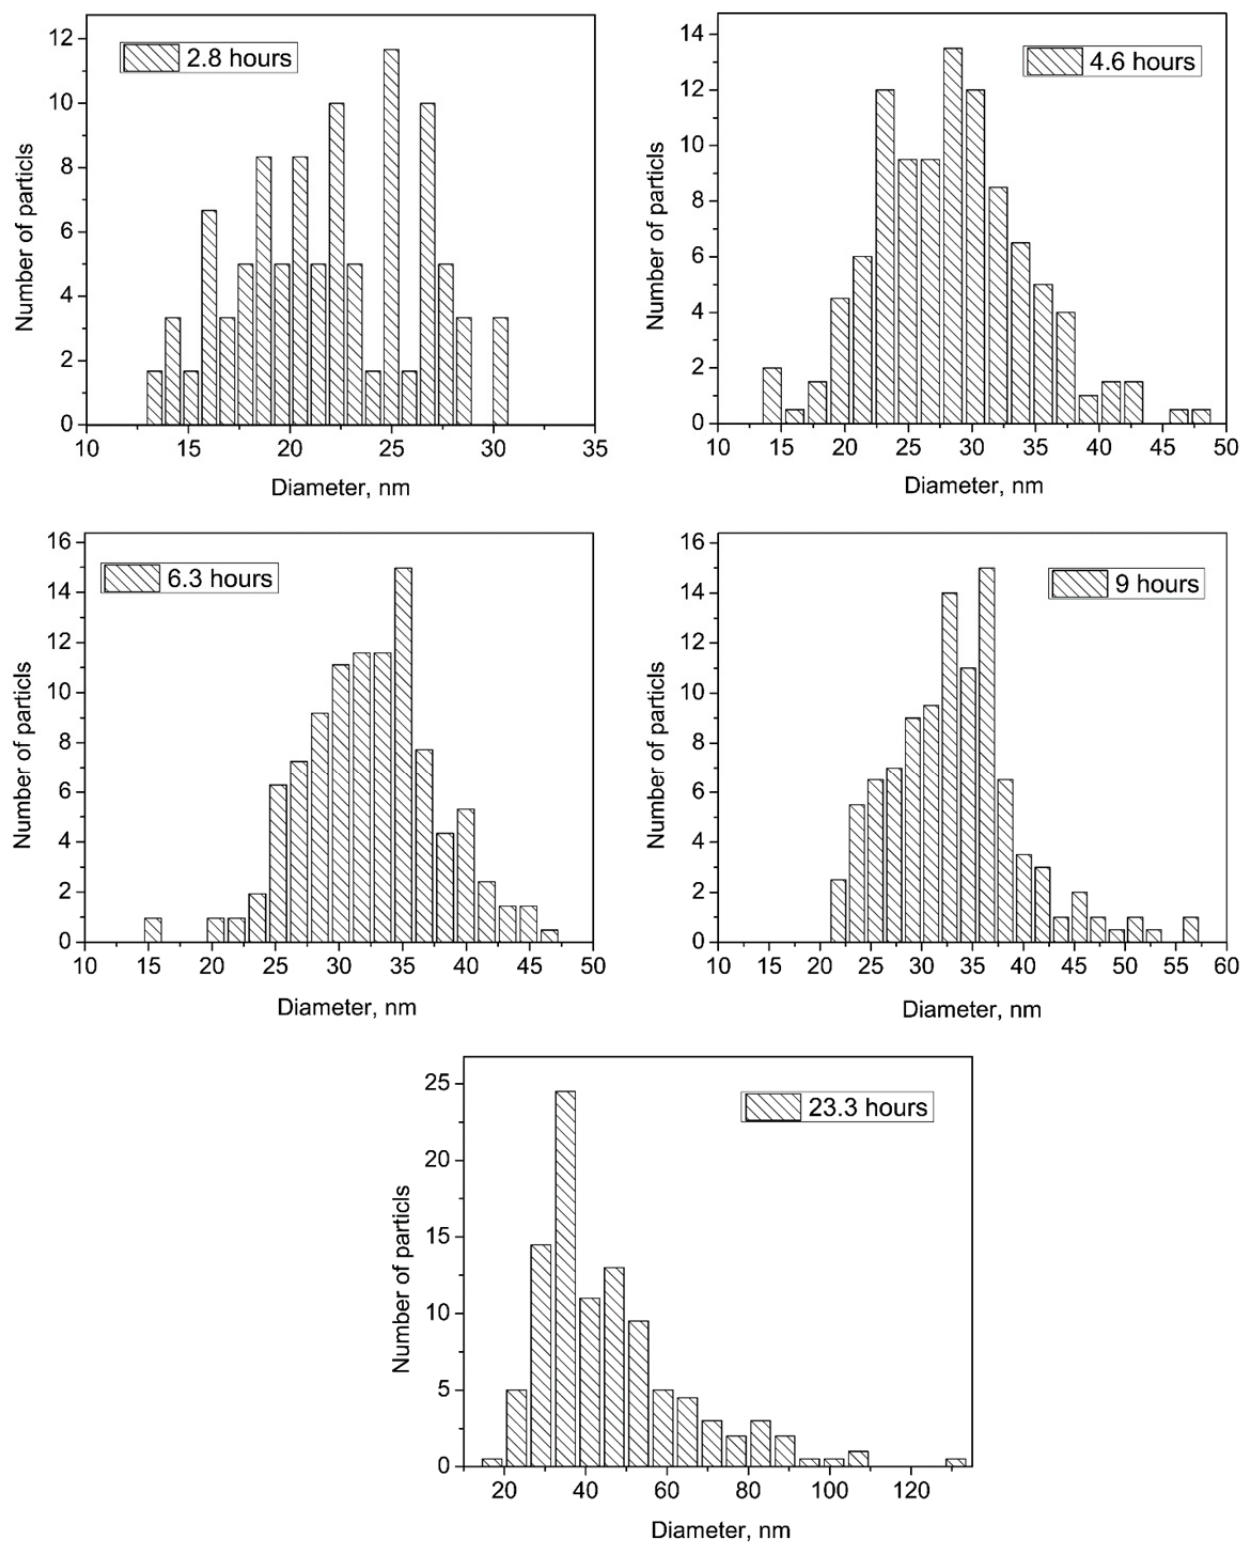 2.8 hours
12
10
8
6
4
2
0
Number of particls
10 15 20 25 30 35
Diameter, nm
4.6 hours
14
12
10
8
6
4
2
0
Number of particls
10 15 20 25 30 35 40 45 50
Diameter, nm
6.3 hours
16
14
12
10
8
6
4
2
0
Number of particls
10 15 20 25 30 35 40 45 50
Diameter, nm
9 hours
16
14
12
10
8
6
4
2
0
Number of particls
10 15 20 25 30 35 40 45 50 55 60
Diameter, nm
23.3 hours
25
20
15
10
5
0
Number of particls
20 40 60 80 100 120
Diameter, nm